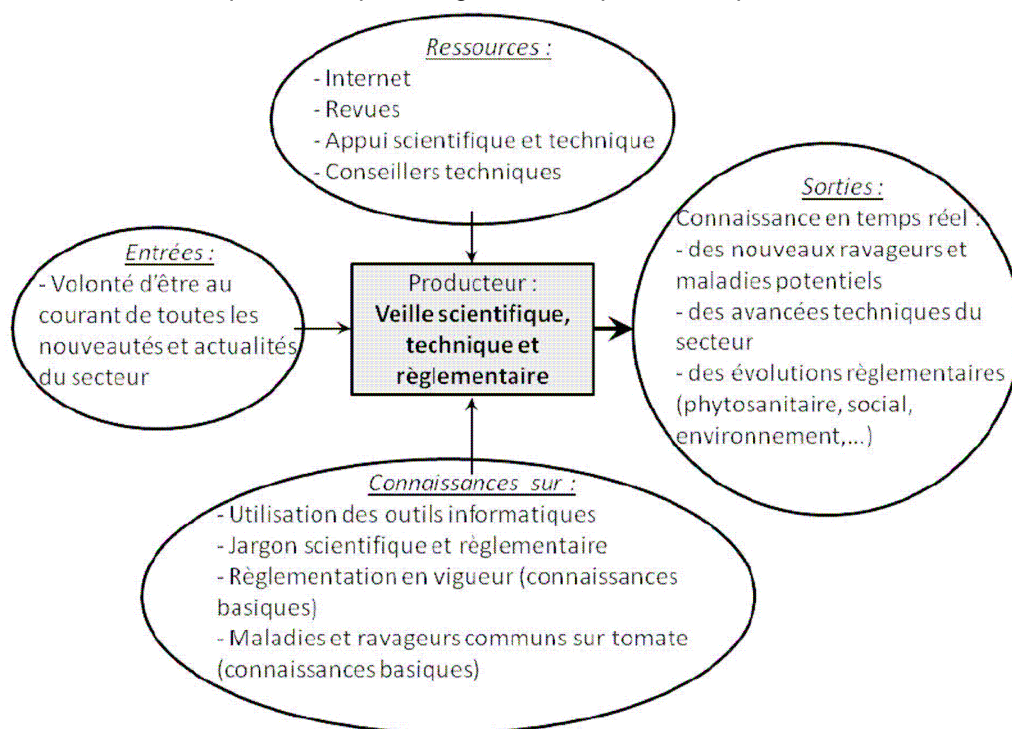 Ressources :
- Internet
- Revues
- Appui scientifique et technique
- Conseillers techniques
Entrées :
- Volonté d'être au
courant de toutes les
nouveautés et actualités
du secteur
Producteur :
Veille scientifique,
technique et
règlementaire
Sorties :
Connaissance en temps réel :
- des nouveaux ravageurs et
maladies potentiels
- des avancées techniques du
secteur
- des évolutions règlementaires
(phytosanitaire, social,
environnement,...)
Connaissances sur :
- Utilisation des outils informatiques
- Jargon scientifique et règlementaire
- Règlementation en vigueur (connaissances
basiques)
- Maladies et ravageurs communs sur tomate
(connaissances basiques)